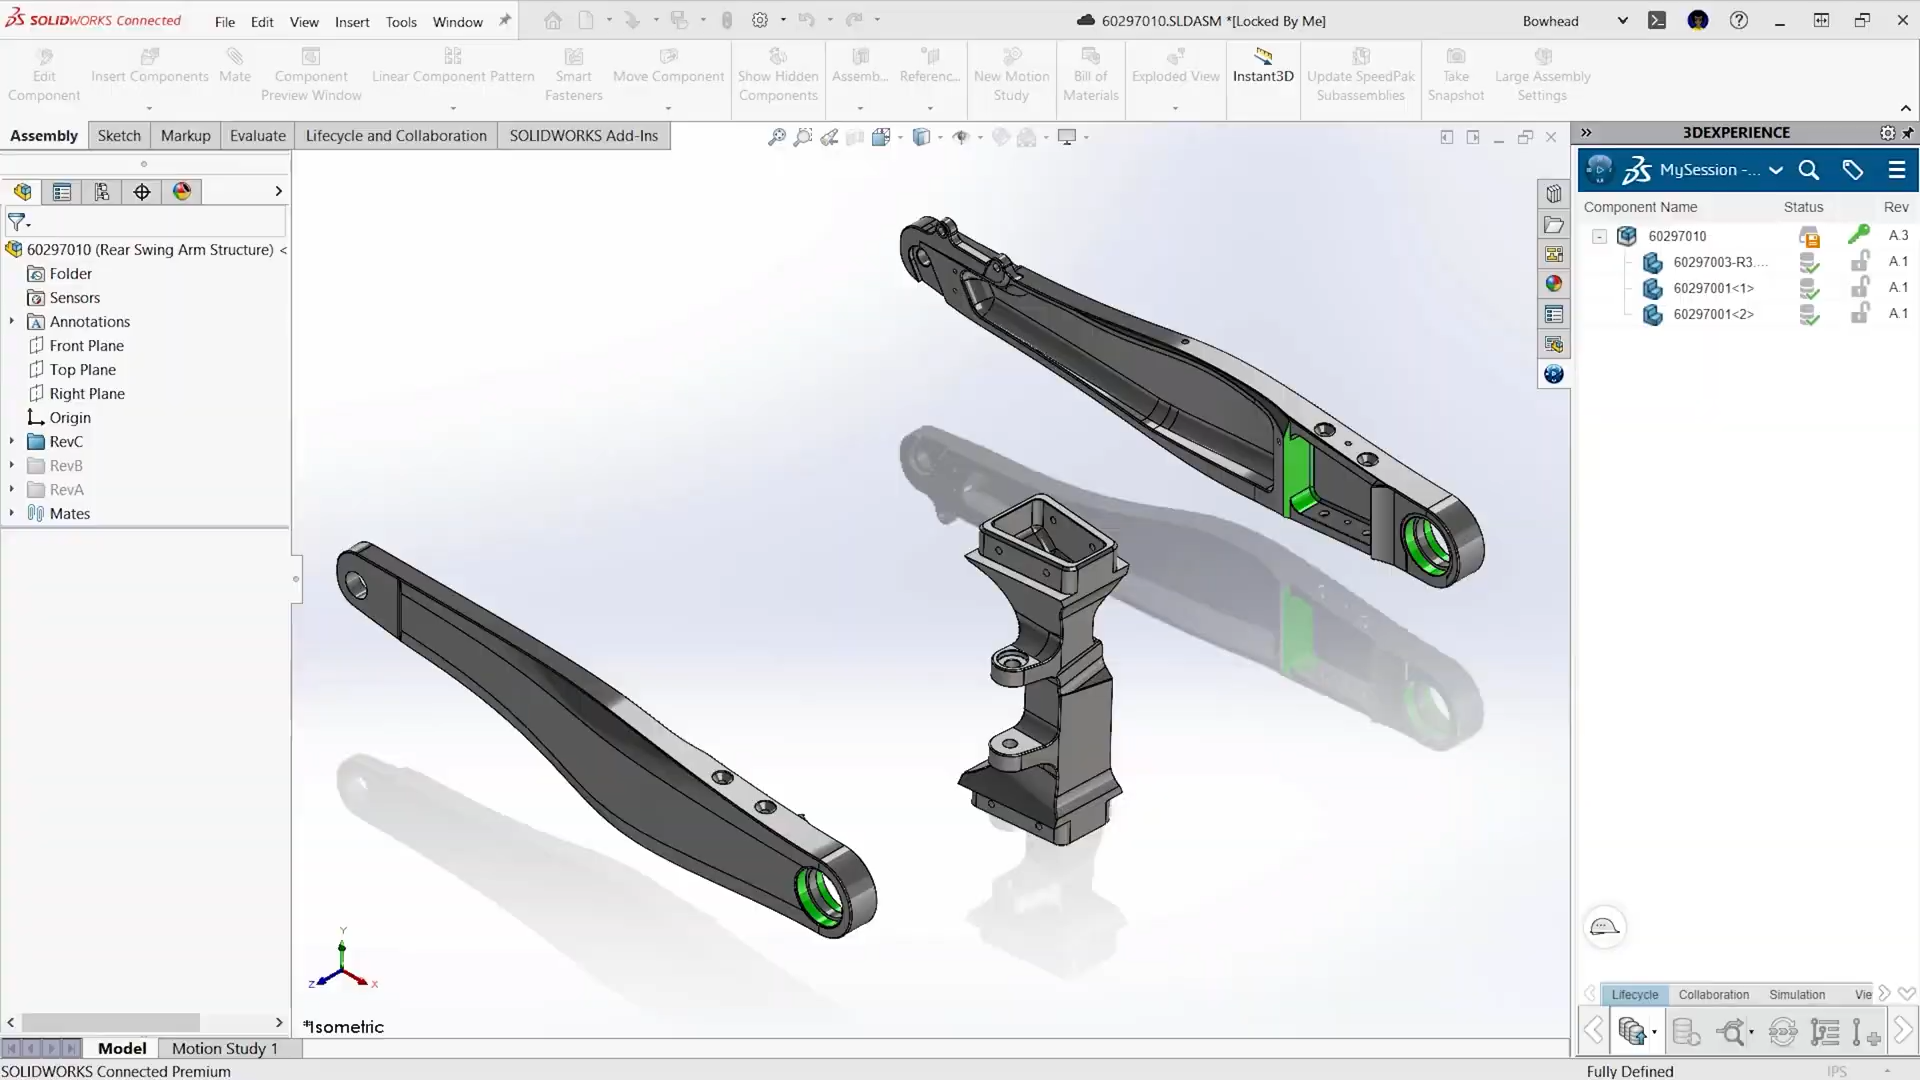 SOLIDWORKS Connected
File Edit View Insert Tools Window
60297010.SLDASM *[Locked By Me]
Bowhead
Edit Component
Insert Components
Mate
Component Preview Window
Linear Component Pattern
Smart Fasteners
Move Component
Show Hidden Components
Assemb...
Referenc...
New Motion Study
Bill of Materials
Exploded View
Instant3D
Update SpeedPak Subassemblies
Take Snapshot
Large Assembly Settings
Assembly Sketch Markup Evaluate Lifecycle and Collaboration SOLIDWORKS Add-Ins
3DEXPERIENCE
MySession -...
Component Name Status Rev
60297010 A.3
60297003-R3.... A.1
60297001<1> A.1
60297001<2> A.1
60297010 (Rear Swing Arm Structure) <
Folder
Sensors
Annotations
Front Plane
Top Plane
Right Plane
Origin
RevC
RevB
RevA
Mates
Y
Z
X
*Isometric
Lifecycle Collaboration Simulation Vie
Model Motion Study 1
SOLIDWORKS Connected Premium
Fully Defined
IPS